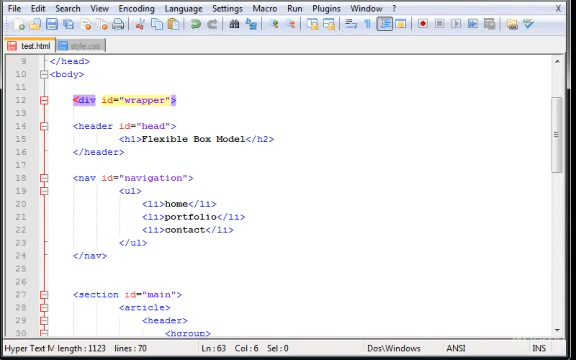 File Edit Search View Encoding Language Settings Macro Run Plugins Window ? X
test.html style.css
9 </head>
10 <body>
11
12 <div id="wrapper">
13
14 <header id="head">
15 <h1>Flexible Box Model</h2>
16 </header>
17
18 <nav id="navigation">
19 <ul>
20 <li>home</li>
21 <li>portfolio</li>
22 <li>contact</li>
23 </ul>
24 </nav>
25
26
27 <section id="main">
28 <article>
29 <header>
30 <hgroup>
Hyper Text M length : 1123 lines : 70 Ln : 63 Col : 6 Sel : 0 Dos\Windows ANSI INS